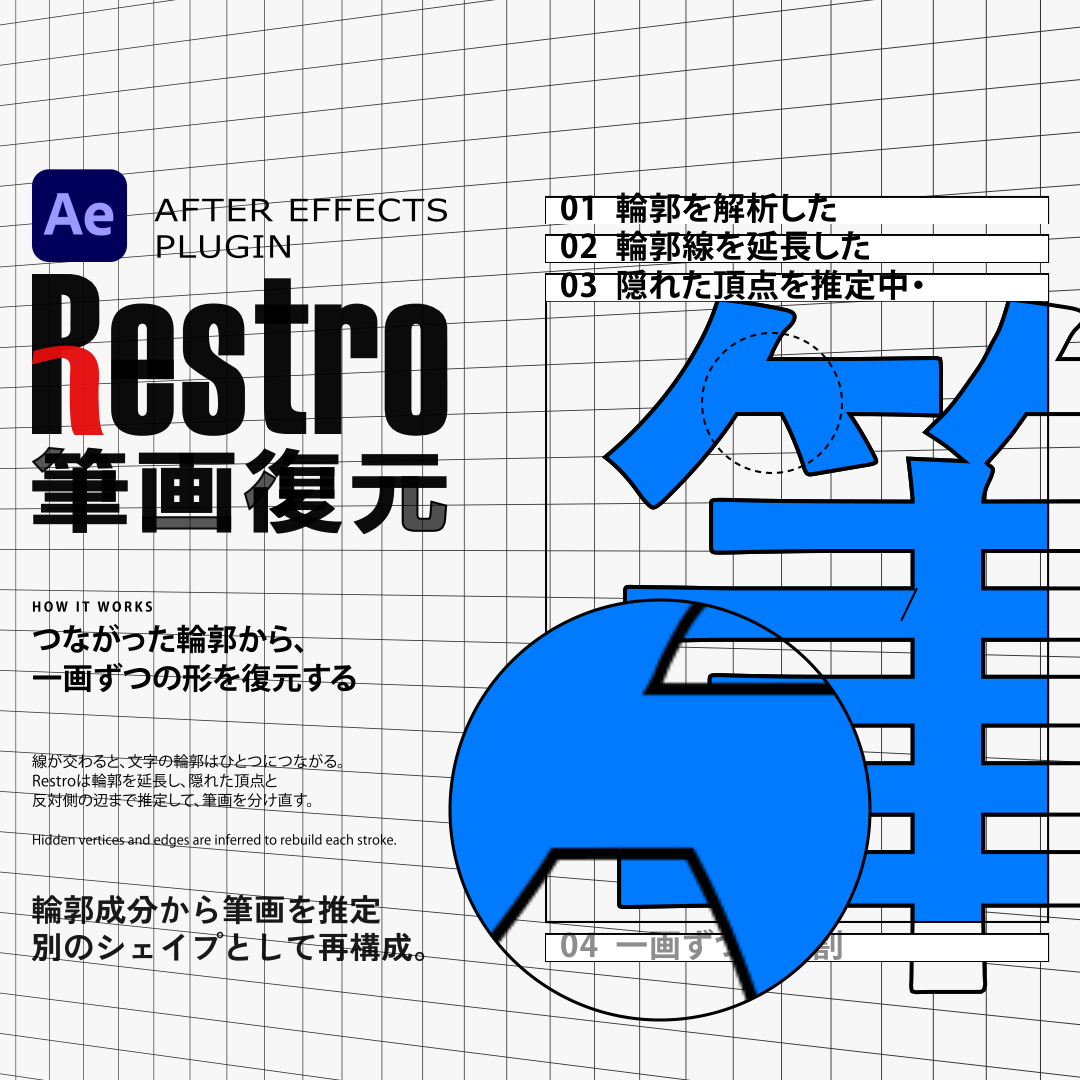 Ae
AFTER EFFECTS
PLUGIN
Restro
筆画復元
HOW IT WORKS
つながった輪郭から、
一画ずつの形を復元する
線が交わると、文字の輪郭はひとつにつながる。
Restroは輪郭を延長し、隠れた頂点と
反対側の辺まで推定して、筆画を分け直す。
Hidden vertices and edges are inferred to rebuild each stroke.
輪郭成分から筆画を推定
別のシェイプとして再構成。
01 輪郭を解析した
02 輪郭線を延長した
03 隠れた頂点を推定中・
筆
04 一画ず 割